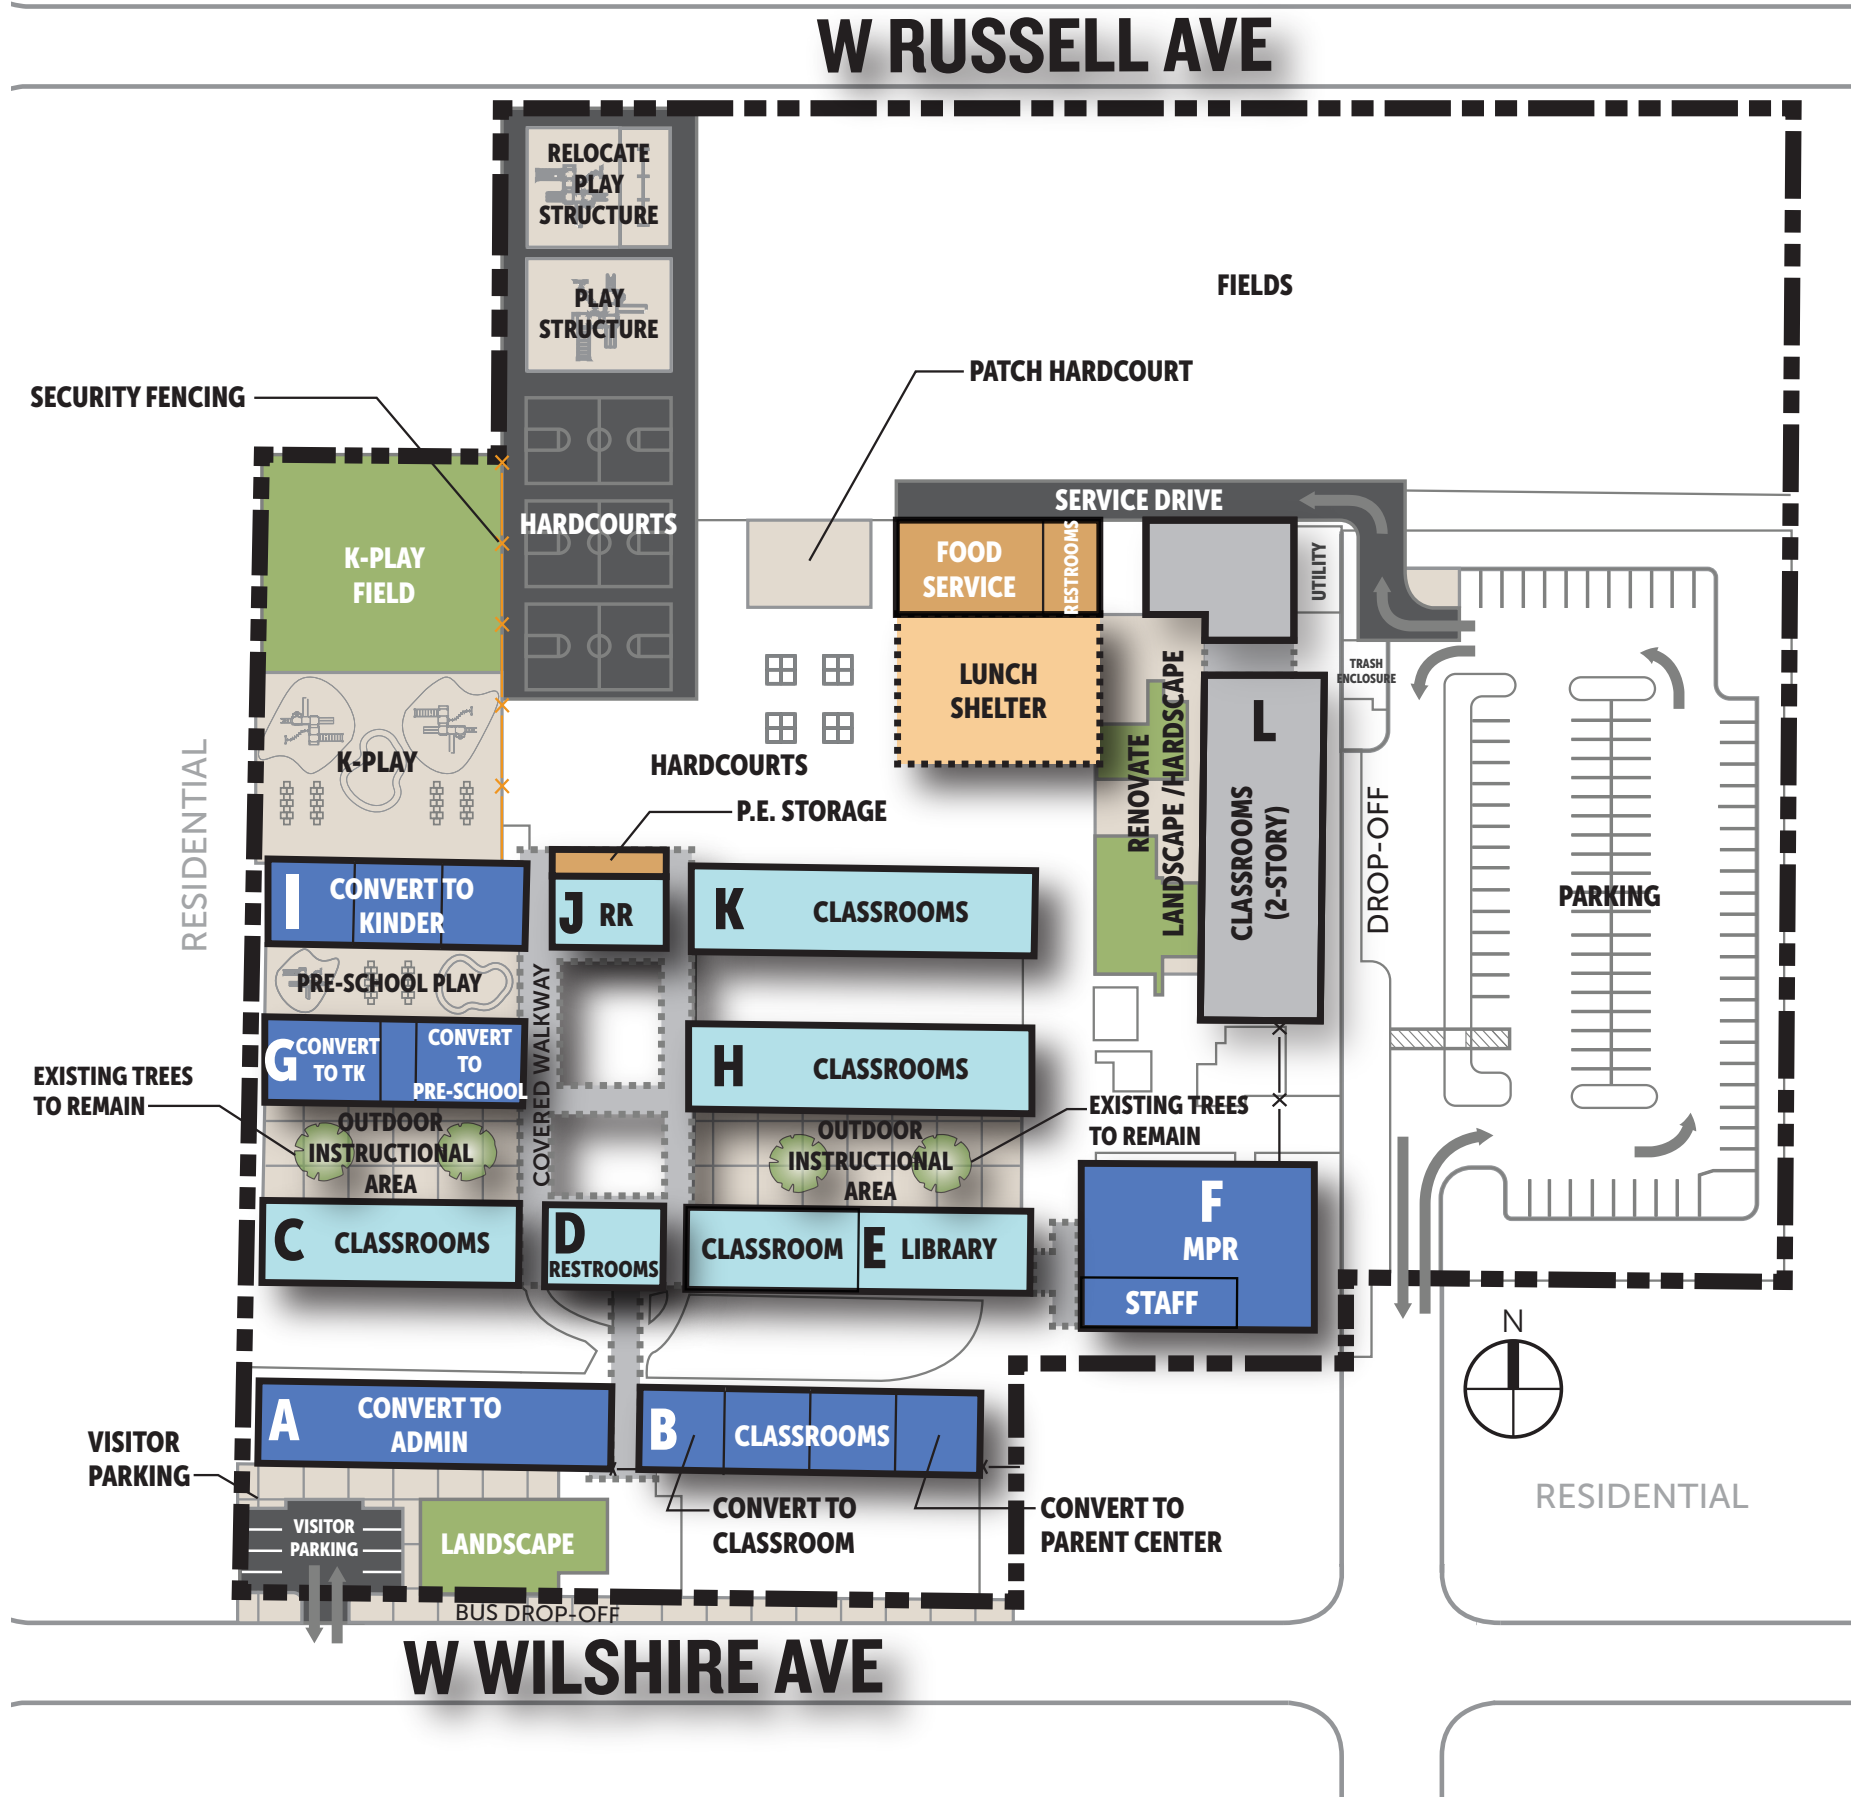 W RUSSELL AVE
RELOCATE
PLAY
STRUCTURE
PLAY
STRUCTURE
FIELDS
PATCH HARDCOURT
SECURITY FENCING
SERVICE DRIVE
HARDCOURTS
K-PLAY
FIELD
FOOD
SERVICE
RESTROOMS
UTILITY
LUNCH
SHELTER
TRASH
ENCLOSURE
RENOVATE
LANDSCAPE /HARDSCAPE
L
CLASSROOMS
(2-STORY)
DROP-OFF
PARKING
K-PLAY
HARDCOURTS
P.E. STORAGE
RESIDENTIAL
I
CONVERT TO
KINDER
J RR
K CLASSROOMS
PRE-SCHOOL PLAY
COVERED WALKWAY
G
CONVERT
TO TK
CONVERT
TO
PRE-SCHOOL
H CLASSROOMS
EXISTING TREES
TO REMAIN
OUTDOOR
INSTRUCTIONAL
AREA
OUTDOOR
INSTRUCTIONAL
AREA
EXISTING TREES
TO REMAIN
C CLASSROOMS
D
RESTROOMS
CLASSROOM E LIBRARY
F
MPR
STAFF
N
A
CONVERT TO
ADMIN
B CLASSROOMS
VISITOR
PARKING
CONVERT TO
CLASSROOM
CONVERT TO
PARENT CENTER
RESIDENTIAL
VISITOR
PARKING
LANDSCAPE
BUS DROP-OFF
W WILSHIRE AVE